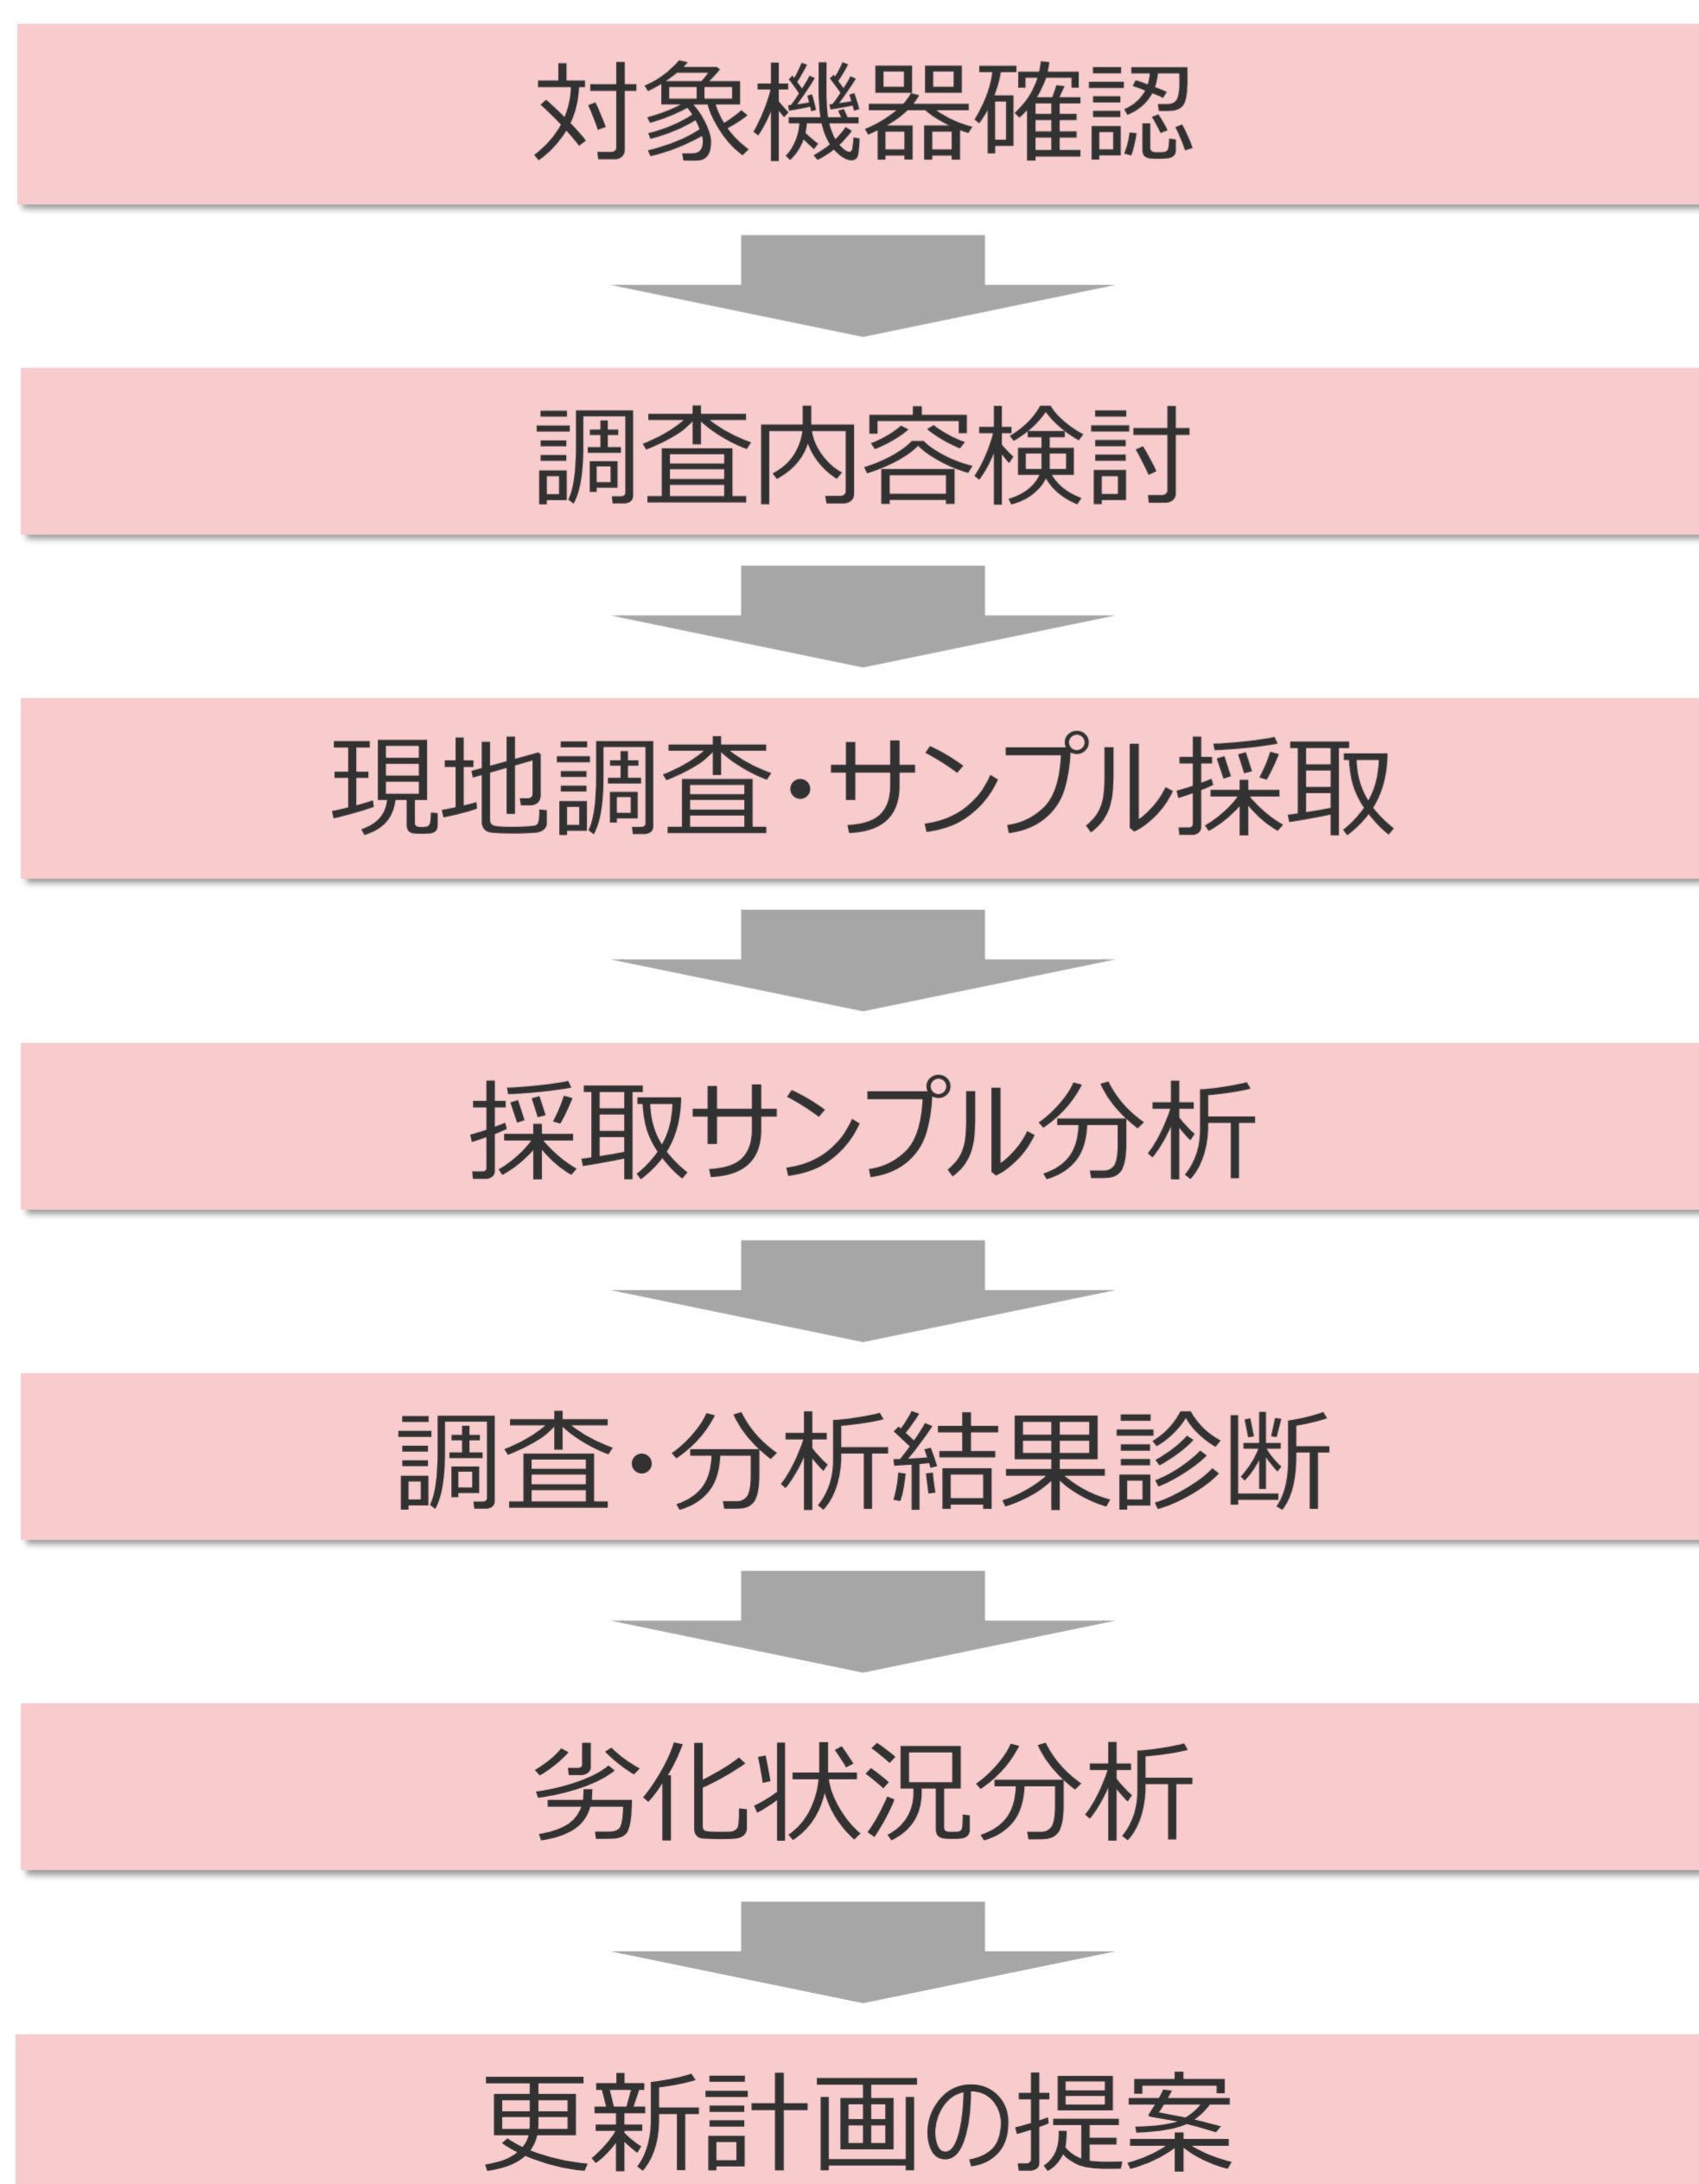 対象機器確認
調査内容検討
現地調査・サンプル採取
採取サンプル分析
調査・分析結果診断
劣化状況分析
更新計画の提案